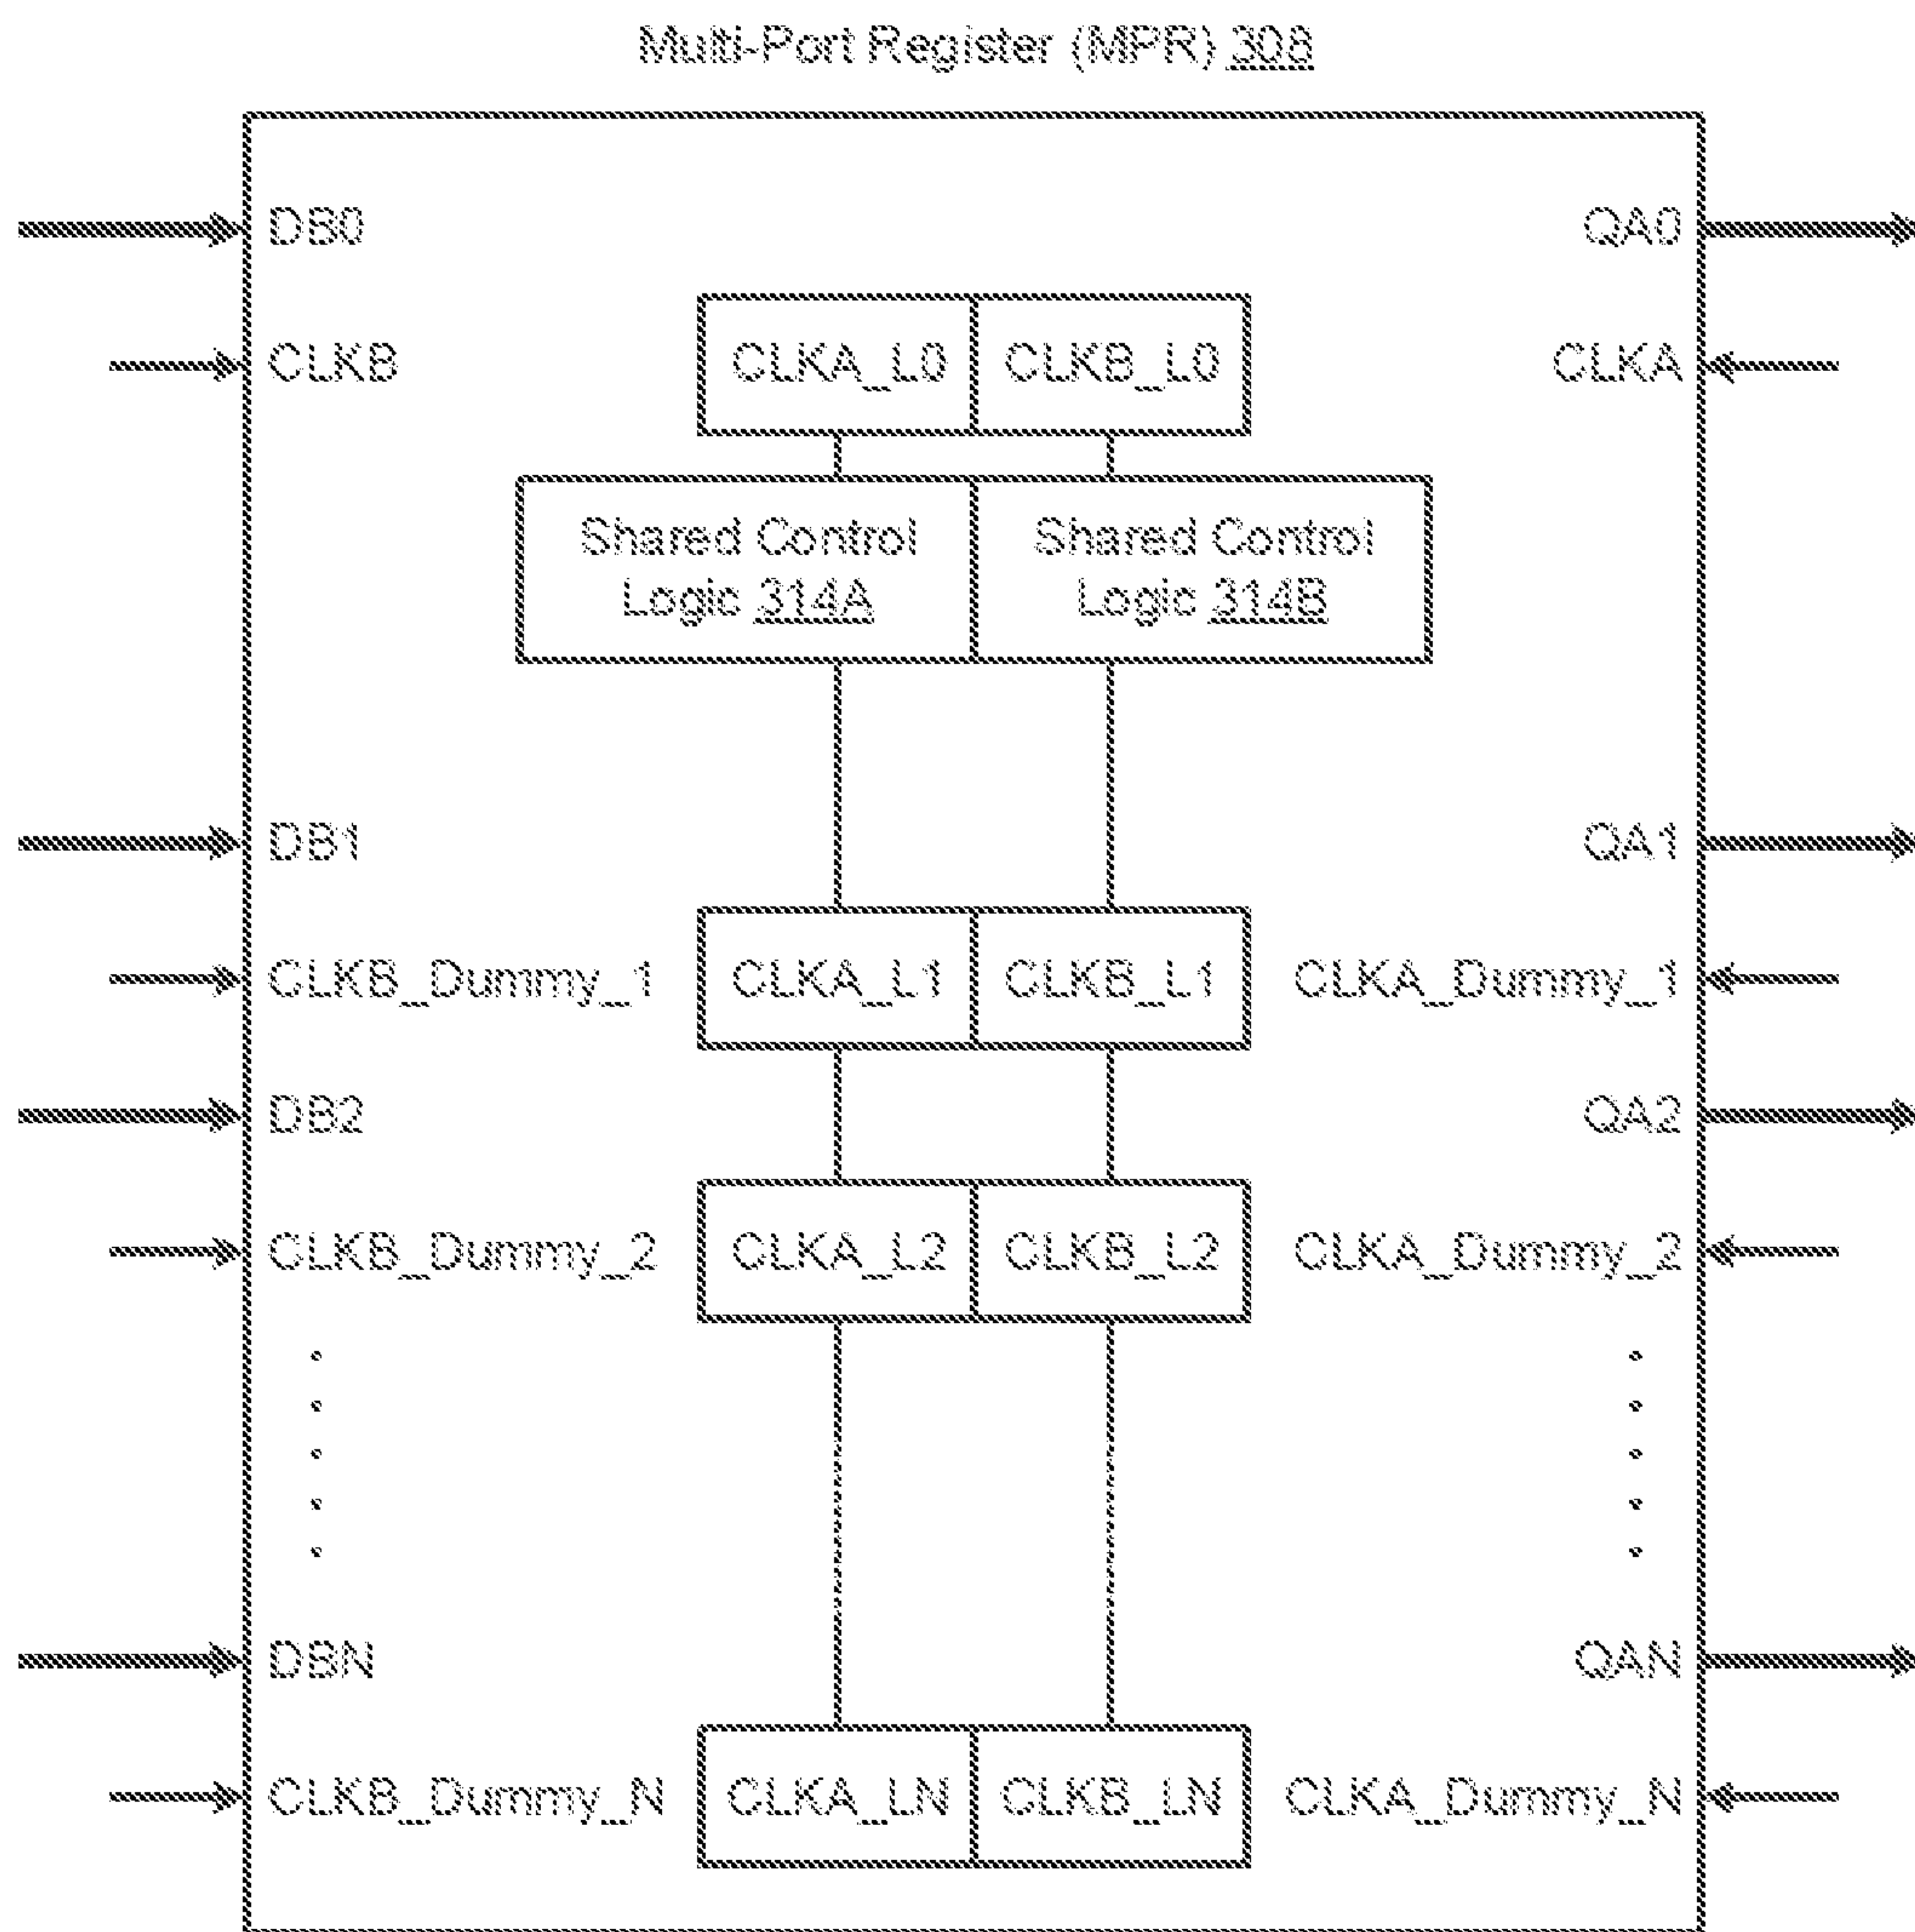 Multi-Port Register (MPR) 308
DB0
QA0
CLKB
CLKA_L0
CLKB_L0
CLKA
Shared Control
Logic 314A
Shared Control
Logic 314B
DB1
QA1
CLKB_Dummy_1
CLKA_L1
CLKB_L1
CLKA_Dummy_1
DB2
QA2
CLKB_Dummy_2
CLKA_L2
CLKB_L2
CLKA_Dummy_2
DBN
QAN
CLKB_Dummy_N
CLKA_LN
CLKB_LN
CLKA_Dummy_N